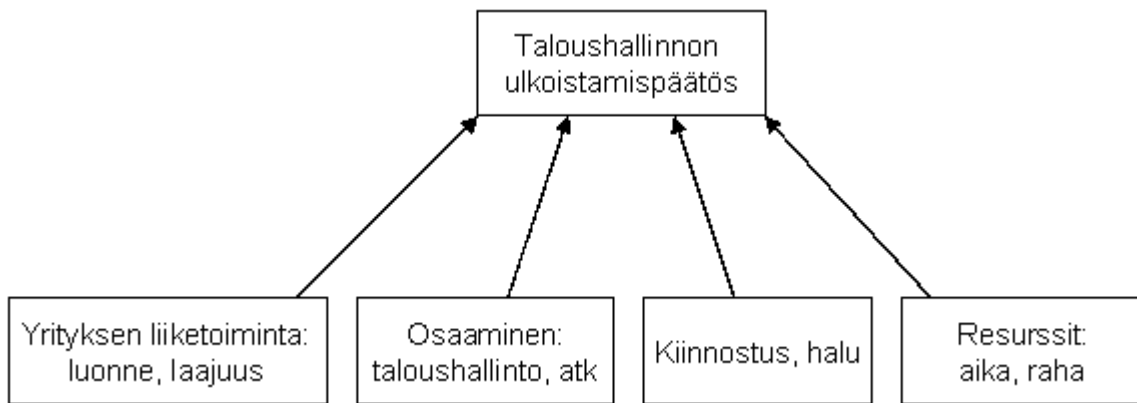 Taloushallinnon
ulkoistamispäätös
Yrityksen liiketoiminta:
luonne, laajuus
Osaaminen:
taloushallinto, atk
Kiinnostus, halu
Resurssit:
aika, raha